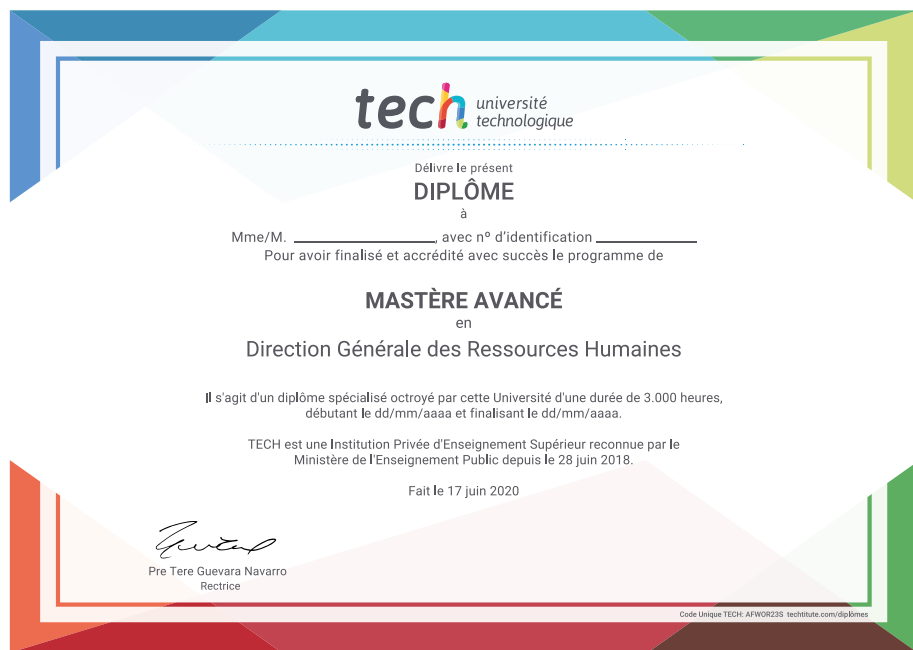 tech université
technologique
Délivre le présent
DIPLÔME
à
Mme/M. ____________, avec nº d'identification ____________
Pour avoir finalisé et accrédité avec succès le programme de
MASTÈRE AVANCÉ
en
Direction Générale des Ressources Humaines
Il s'agit d'un diplôme spécialisé octroyé par cette Université d'une durée de 3.000 heures,
débutant le dd/mm/aaaa et finalisant le dd/mm/aaaa.
TECH est une Institution Privée d'Enseignement Supérieur reconnue par le
Ministère de l'Enseignement Public depuis le 28 juin 2018.
Fait le 17 juin 2020
Pre Tere Guevara Navarro
Rectrice
Code Unique TECH: AFWOR23S techtitute.com/diplômes